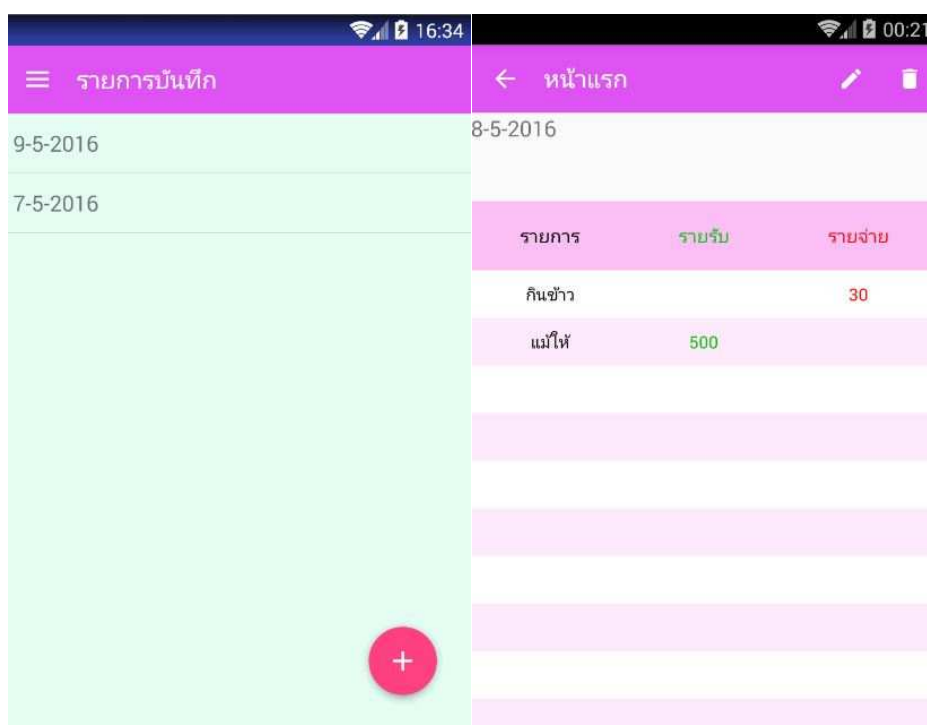 16:34
รายการบันทึก
9-5-2016
7-5-2016
00:21
หน้าแรก
8-5-2016
รายการ รายรับ รายจ่าย
กินข้าว 30
แม่ให้ 500